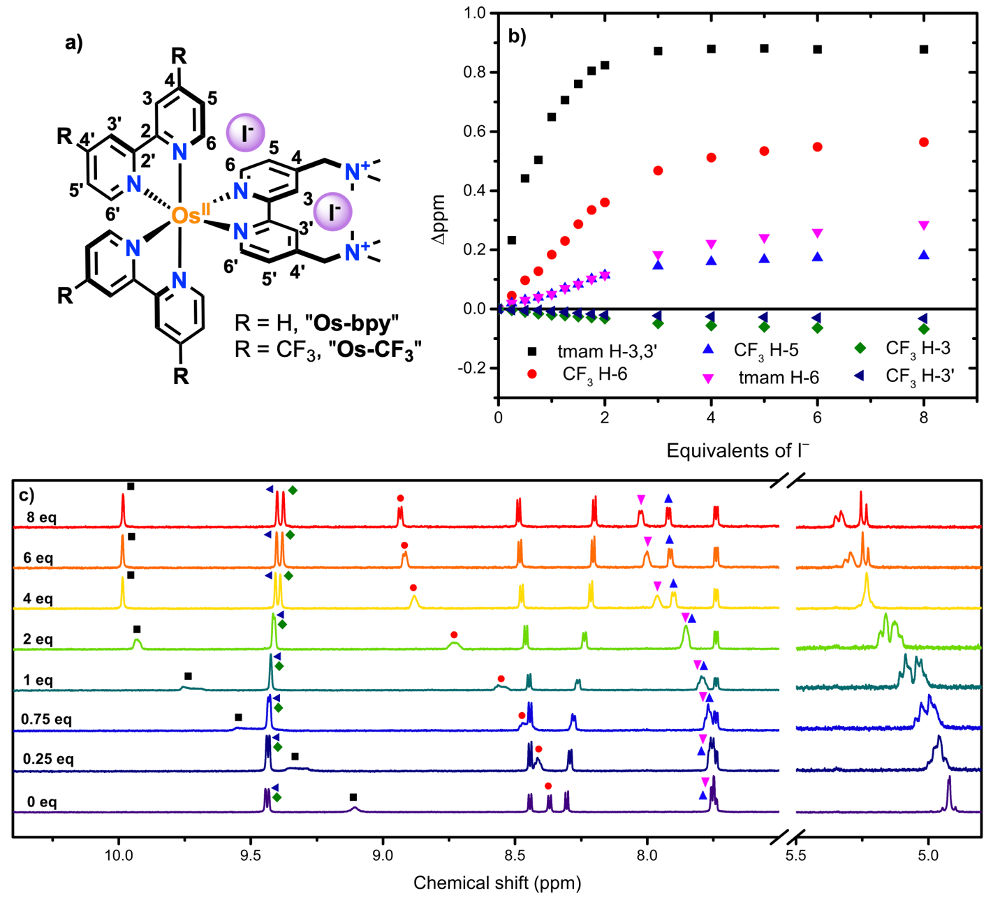 a)
R
4
3
5
3'
R
4'
2
6
2'
N
5'
N
6'
I⁻
5
6
4
N⁺
N
3
I⁻
Osᴵᴵ
N
3'
N⁺
6'
5'
4'
N
N
R
R
R = H, "Os-bpy"
R = CF₃, "Os-CF₃"
b)
1.0
0.8
0.6
0.4
0.2
0.0
-0.2
Δppm
tmam H-3,3'
CF₃ H-5
CF₃ H-3
CF₃ H-6
tmam H-6
CF₃ H-3'
0
2
4
6
8
Equivalents of I⁻
c)
8 eq
6 eq
4 eq
2 eq
1 eq
0.75 eq
0.25 eq
0 eq
10.0
9.5
9.0
8.5
8.0
5.5
5.0
Chemical shift (ppm)